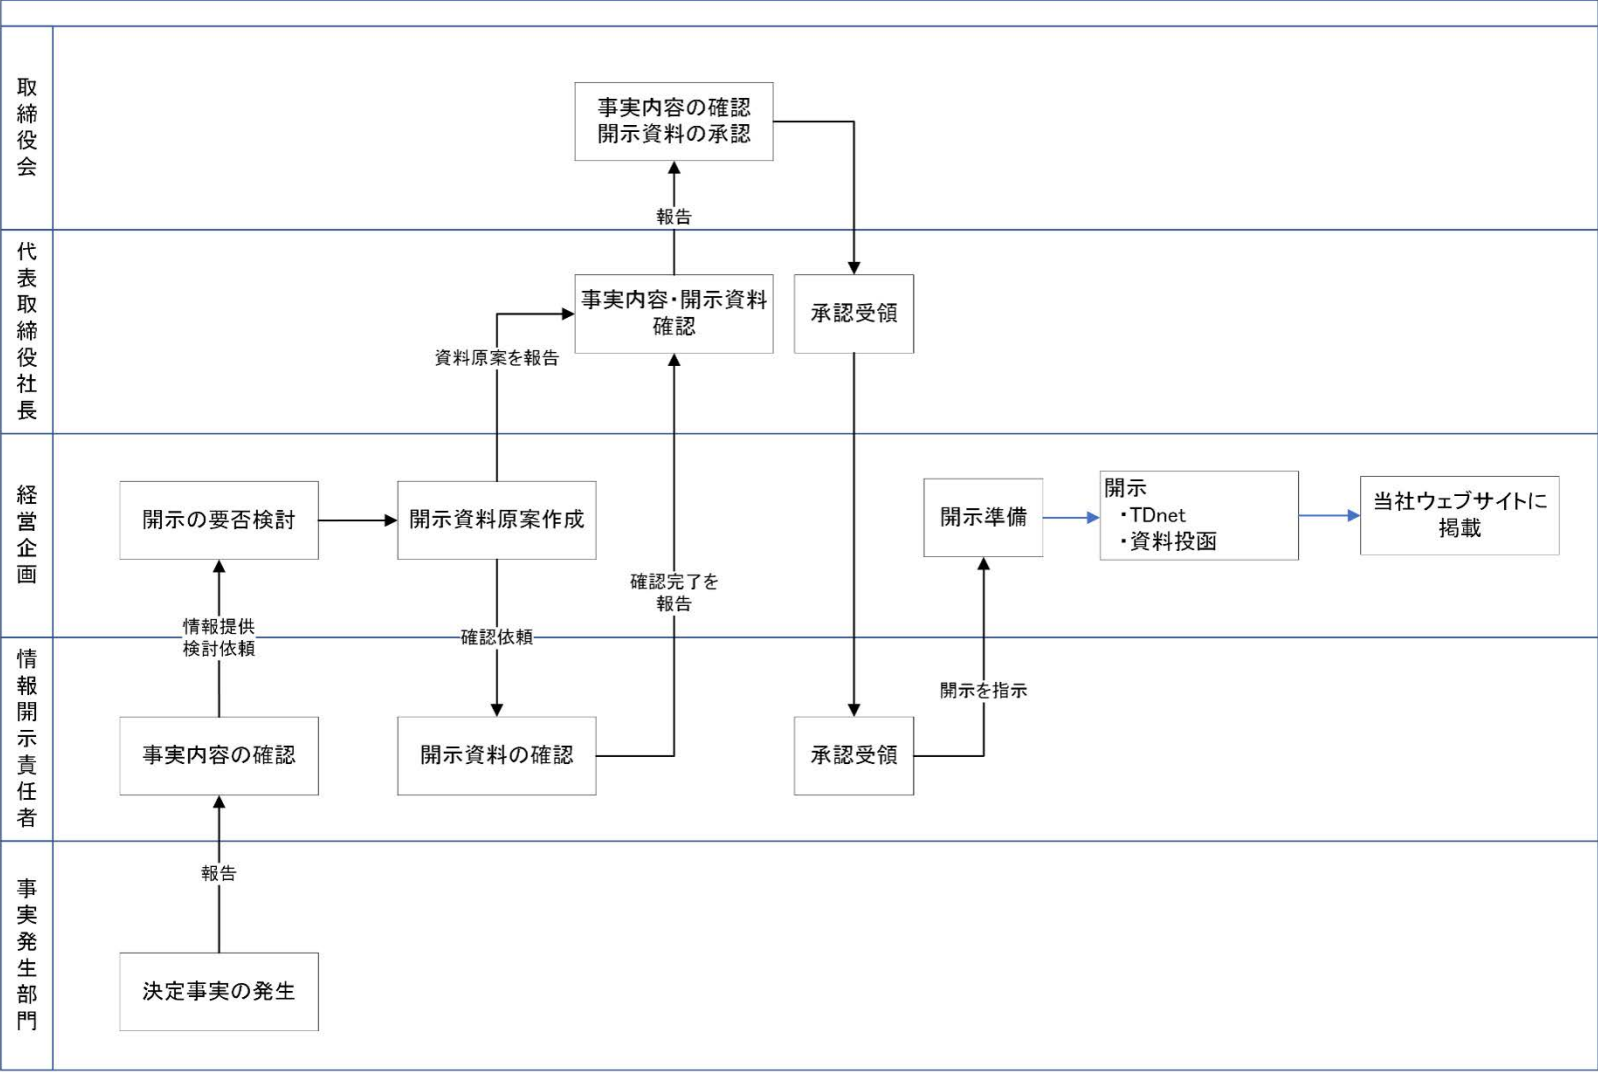 取締役会
事実内容の確認
開示資料の承認
報告
代表取締役社長
事実内容・開示資料
確認
承認受領
資料原案を報告
経営企画
開示の要否検討
開示資料原案作成
開示準備
開示
・TDnet
・資料投函
当社ウェブサイトに
掲載
確認完了を
報告
情報提供
検討依頼
確認依頼
情報開示責任者
開示を指示
事実内容の確認
開示資料の確認
承認受領
事実発生部門
報告
決定事実の発生